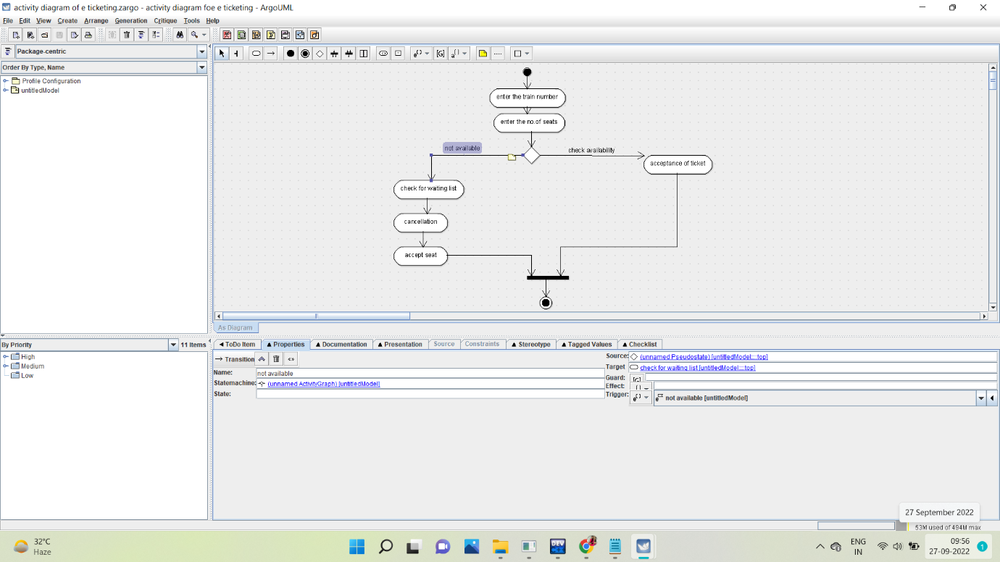 activity diagram of e ticketing.zargo - activity diagram foe e ticketing - ArgoUML
File Edit View Create Arrange Generation Critique Tools Help
Package-centric
Order By Type, Name
Profile Configuration
untitledModel
enter the train number
enter the no.of seats
not available
check availability
acceptance of ticket
check for waiting list
cancellation
accept seat
As Diagram
By Priority
11 Items
High
Medium
Low
ToDo Item
Properties
Documentation
Presentation
Source
Constraints
Stereotype
Tagged Values
Checklist
Transition
Name:
not available
Statemachine:
(unnamed ActivityGraph) [untitledModel]
State:
Source:
(unnamed Pseudostate) [untitledModel::::top]
Target
check for waiting list [untitledModel::::top]
Guard:
Effect:
Trigger:
not available [untitledModel]
27 September 2022
53M used of 494M max
32°C
Haze
DEV
ENG
IN
09:56
27-09-2022
1